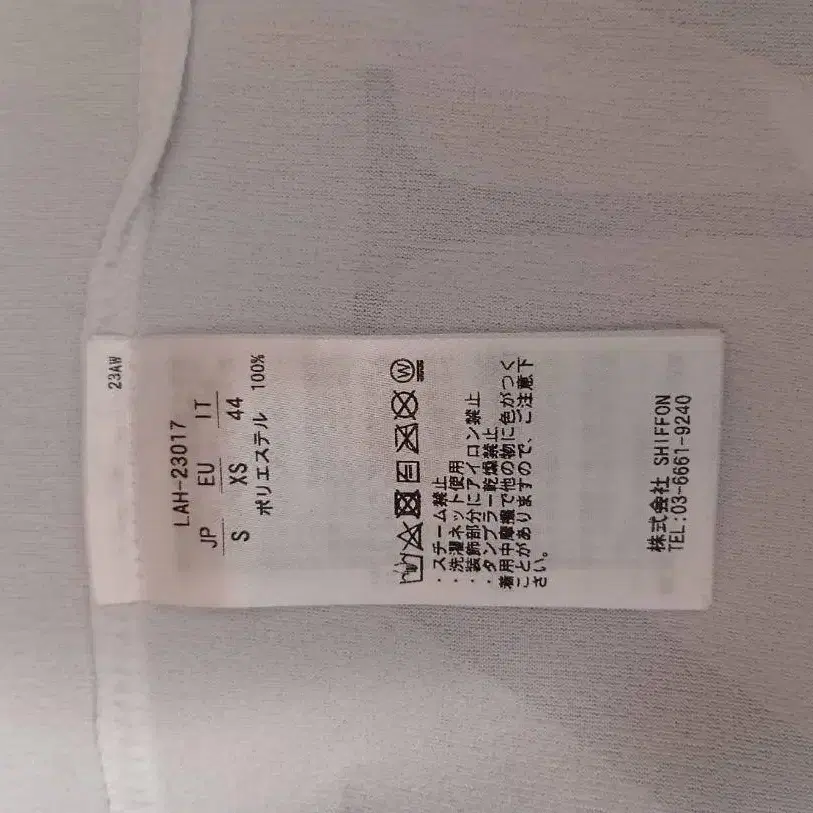 23AW
LAH-23017
JP EU IT
S XS 44
ポリエステル 100%
W
・スチーム禁止
・洗濯ネット使用
・装飾部分にアイロン禁止
・タンブラー乾燥禁止
着用中摩擦で他の物に色がつく
ことがありますので、ご注意下
さい。
株式会社 SHIFFON
TEL:03-6661-9240